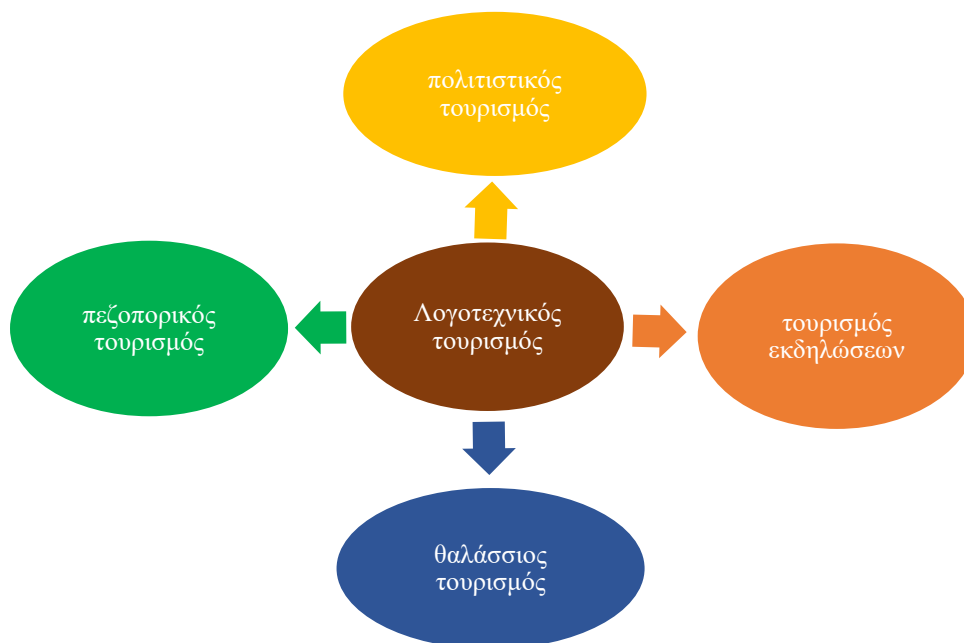 πολιτιστικός
τουρισμός
πεζοπορικός
τουρισμός
Λογοτεχνικός
τουρισμός
τουρισμός
εκδηλώσεων
θαλάσσιος
τουρισμός